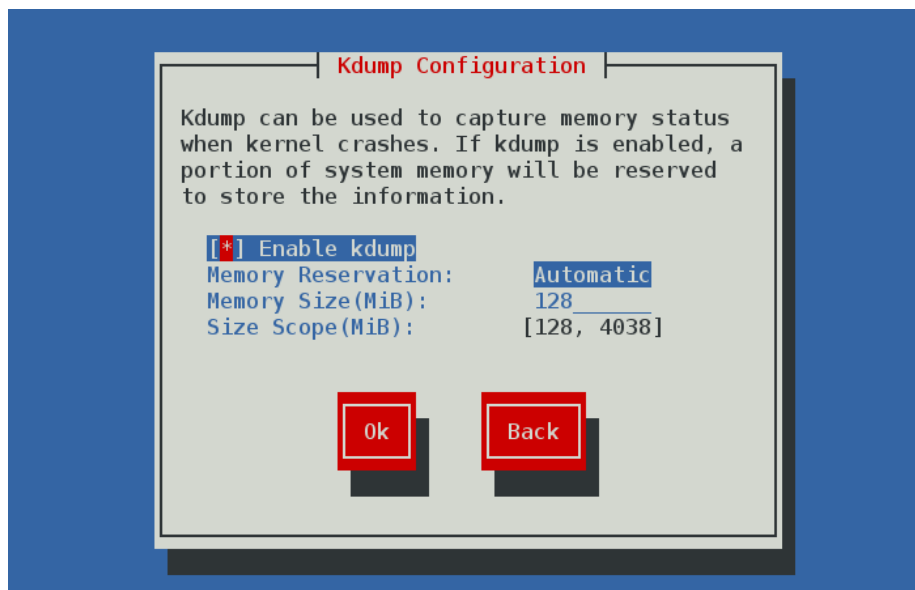 Kdump Configuration
Kdump can be used to capture memory status
when kernel crashes. If kdump is enabled, a
portion of system memory will be reserved
to store the information.
[*] Enable kdump
Memory Reservation: Automatic
Memory Size(MiB): 128_______
Size Scope(MiB): [128, 4038]
Ok Back